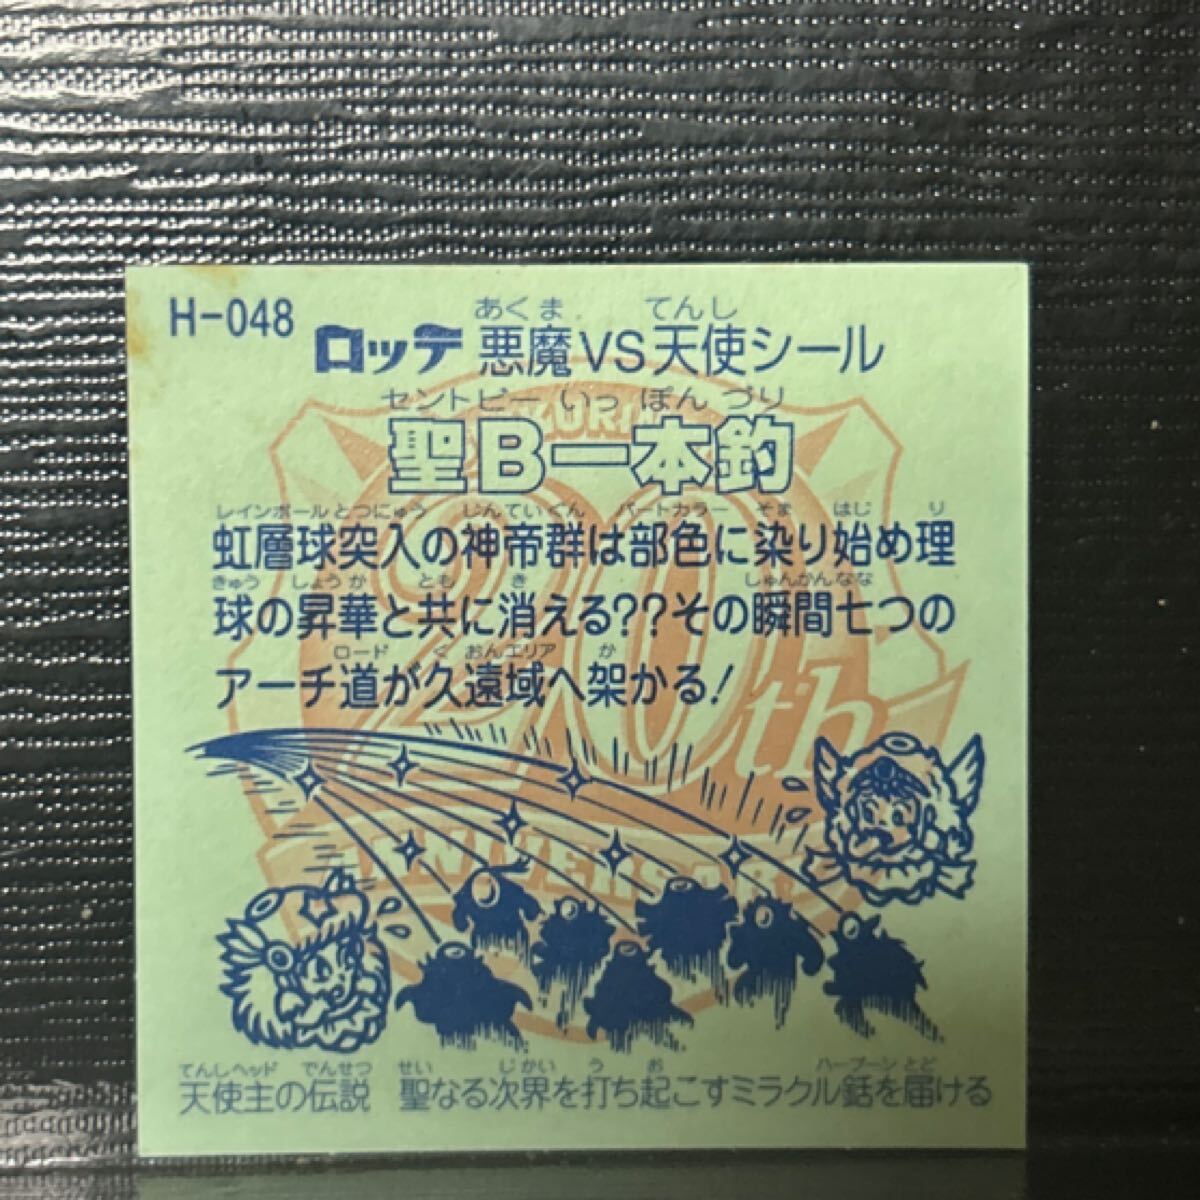 H-048
あくま てんし
ロッテ 悪魔VS天使シール
セントビー いっ ぽん づり
聖B一本釣
レインボールとつにゅう しんていぐん パートカラー そま はじ り
虹層球突入の神帝群は部色に染り始め理
きゅう しょうか とも き しゅんかんなな
球の昇華と共に消える??その瞬間七つの
ロード く おんエリア か
アーチ道が久遠域へ架かる!
20th
ANNIVERSARY
てんしヘッド でんせつ せい じかい う お ハープーン とど
天使主の伝説 聖なる次界を打ち起こすミラクル銛を届ける